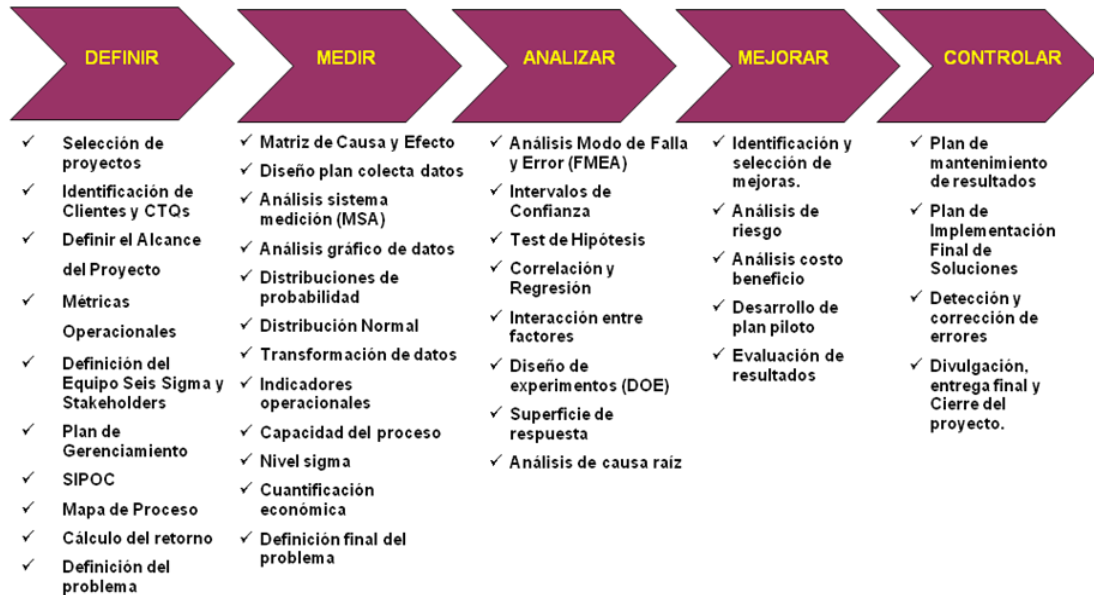 DEFINIR
MEDIR
ANALIZAR
MEJORAR
CONTROLAR
✓ Selección de
proyectos
✓ Identificación de
Clientes y CTQs
✓ Definir el Alcance
del Proyecto
✓ Métricas
Operacionales
✓ Definición del
Equipo Seis Sigma y
Stakeholders
✓ Plan de
Gerenciamiento
✓ SIPOC
✓ Mapa de Proceso
✓ Cálculo del retorno
✓ Definición del
problema
✓ Matriz de Causa y Efecto
✓ Diseño plan colecta datos
✓ Análisis sistema
medición (MSA)
✓ Análisis gráfico de datos
✓ Distribuciones de
probabilidad
✓ Distribución Normal
✓ Transformación de datos
✓ Indicadores
operacionales
✓ Capacidad del proceso
✓ Nivel sigma
✓ Cuantificación
económica
✓ Definición final del
problema
✓ Análisis Modo de Falla
y Error (FMEA)
✓ Intervalos de
Confianza
✓ Test de Hipótesis
✓ Correlación y
Regresión
✓ Interacción entre
factores
✓ Diseño de
experimentos (DOE)
✓ Superficie de
respuesta
✓ Análisis de causa raíz
✓ Identificación y
selección de
mejoras.
✓ Análisis de
riesgo
✓ Análisis costo
beneficio
✓ Desarrollo de
plan piloto
✓ Evaluación de
resultados
✓ Plan de
mantenimiento
de resultados
✓ Plan de
Implementación
Final de
Soluciones
✓ Detección y
corrección de
errores
✓ Divulgación,
entrega final y
Cierre del
proyecto.